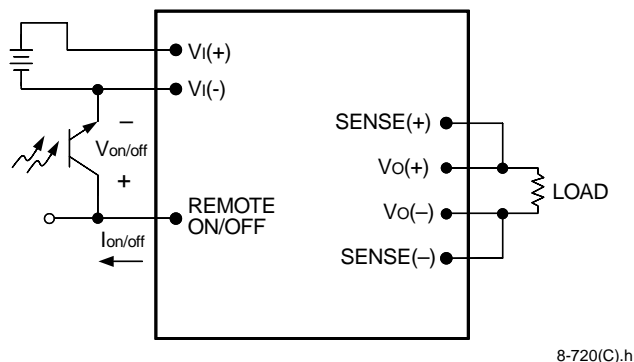 VI(+)
VI(-)
–
Von/off
+
REMOTE
ON/OFF
Ion/off
SENSE(+)
VO(+)
LOAD
VO(–)
SENSE(–)
8-720(C).h